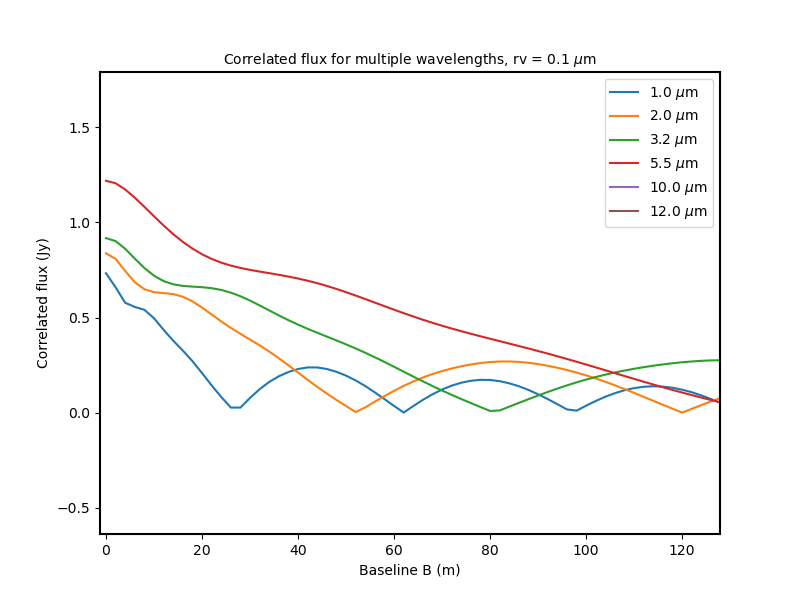 Correlated flux for multiple wavelengths, rv = 0.1 μm
1.0 μm
2.0 μm
3.2 μm
5.5 μm
10.0 μm
12.0 μm
1.5
1.0
0.5
0.0
−0.5
Correlated flux (Jy)
0 20 40 60 80 100 120
Baseline B (m)